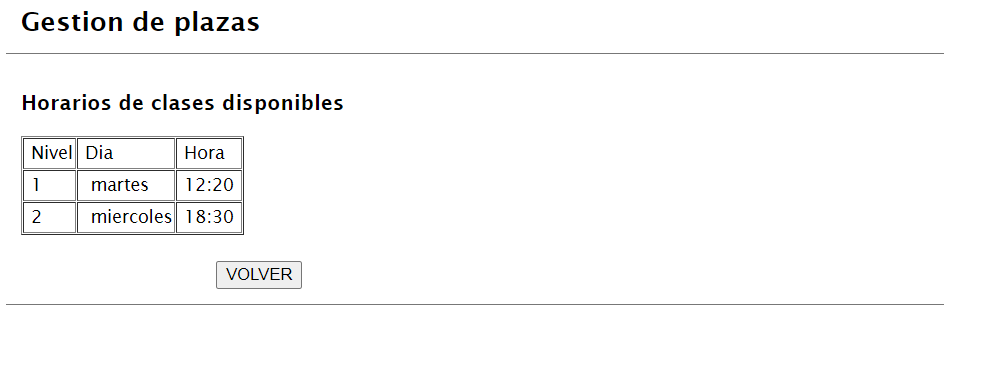 Gestion de plazas
Horarios de clases disponibles
Nivel Dia Hora
1 martes 12:20
2 miercoles 18:30
VOLVER